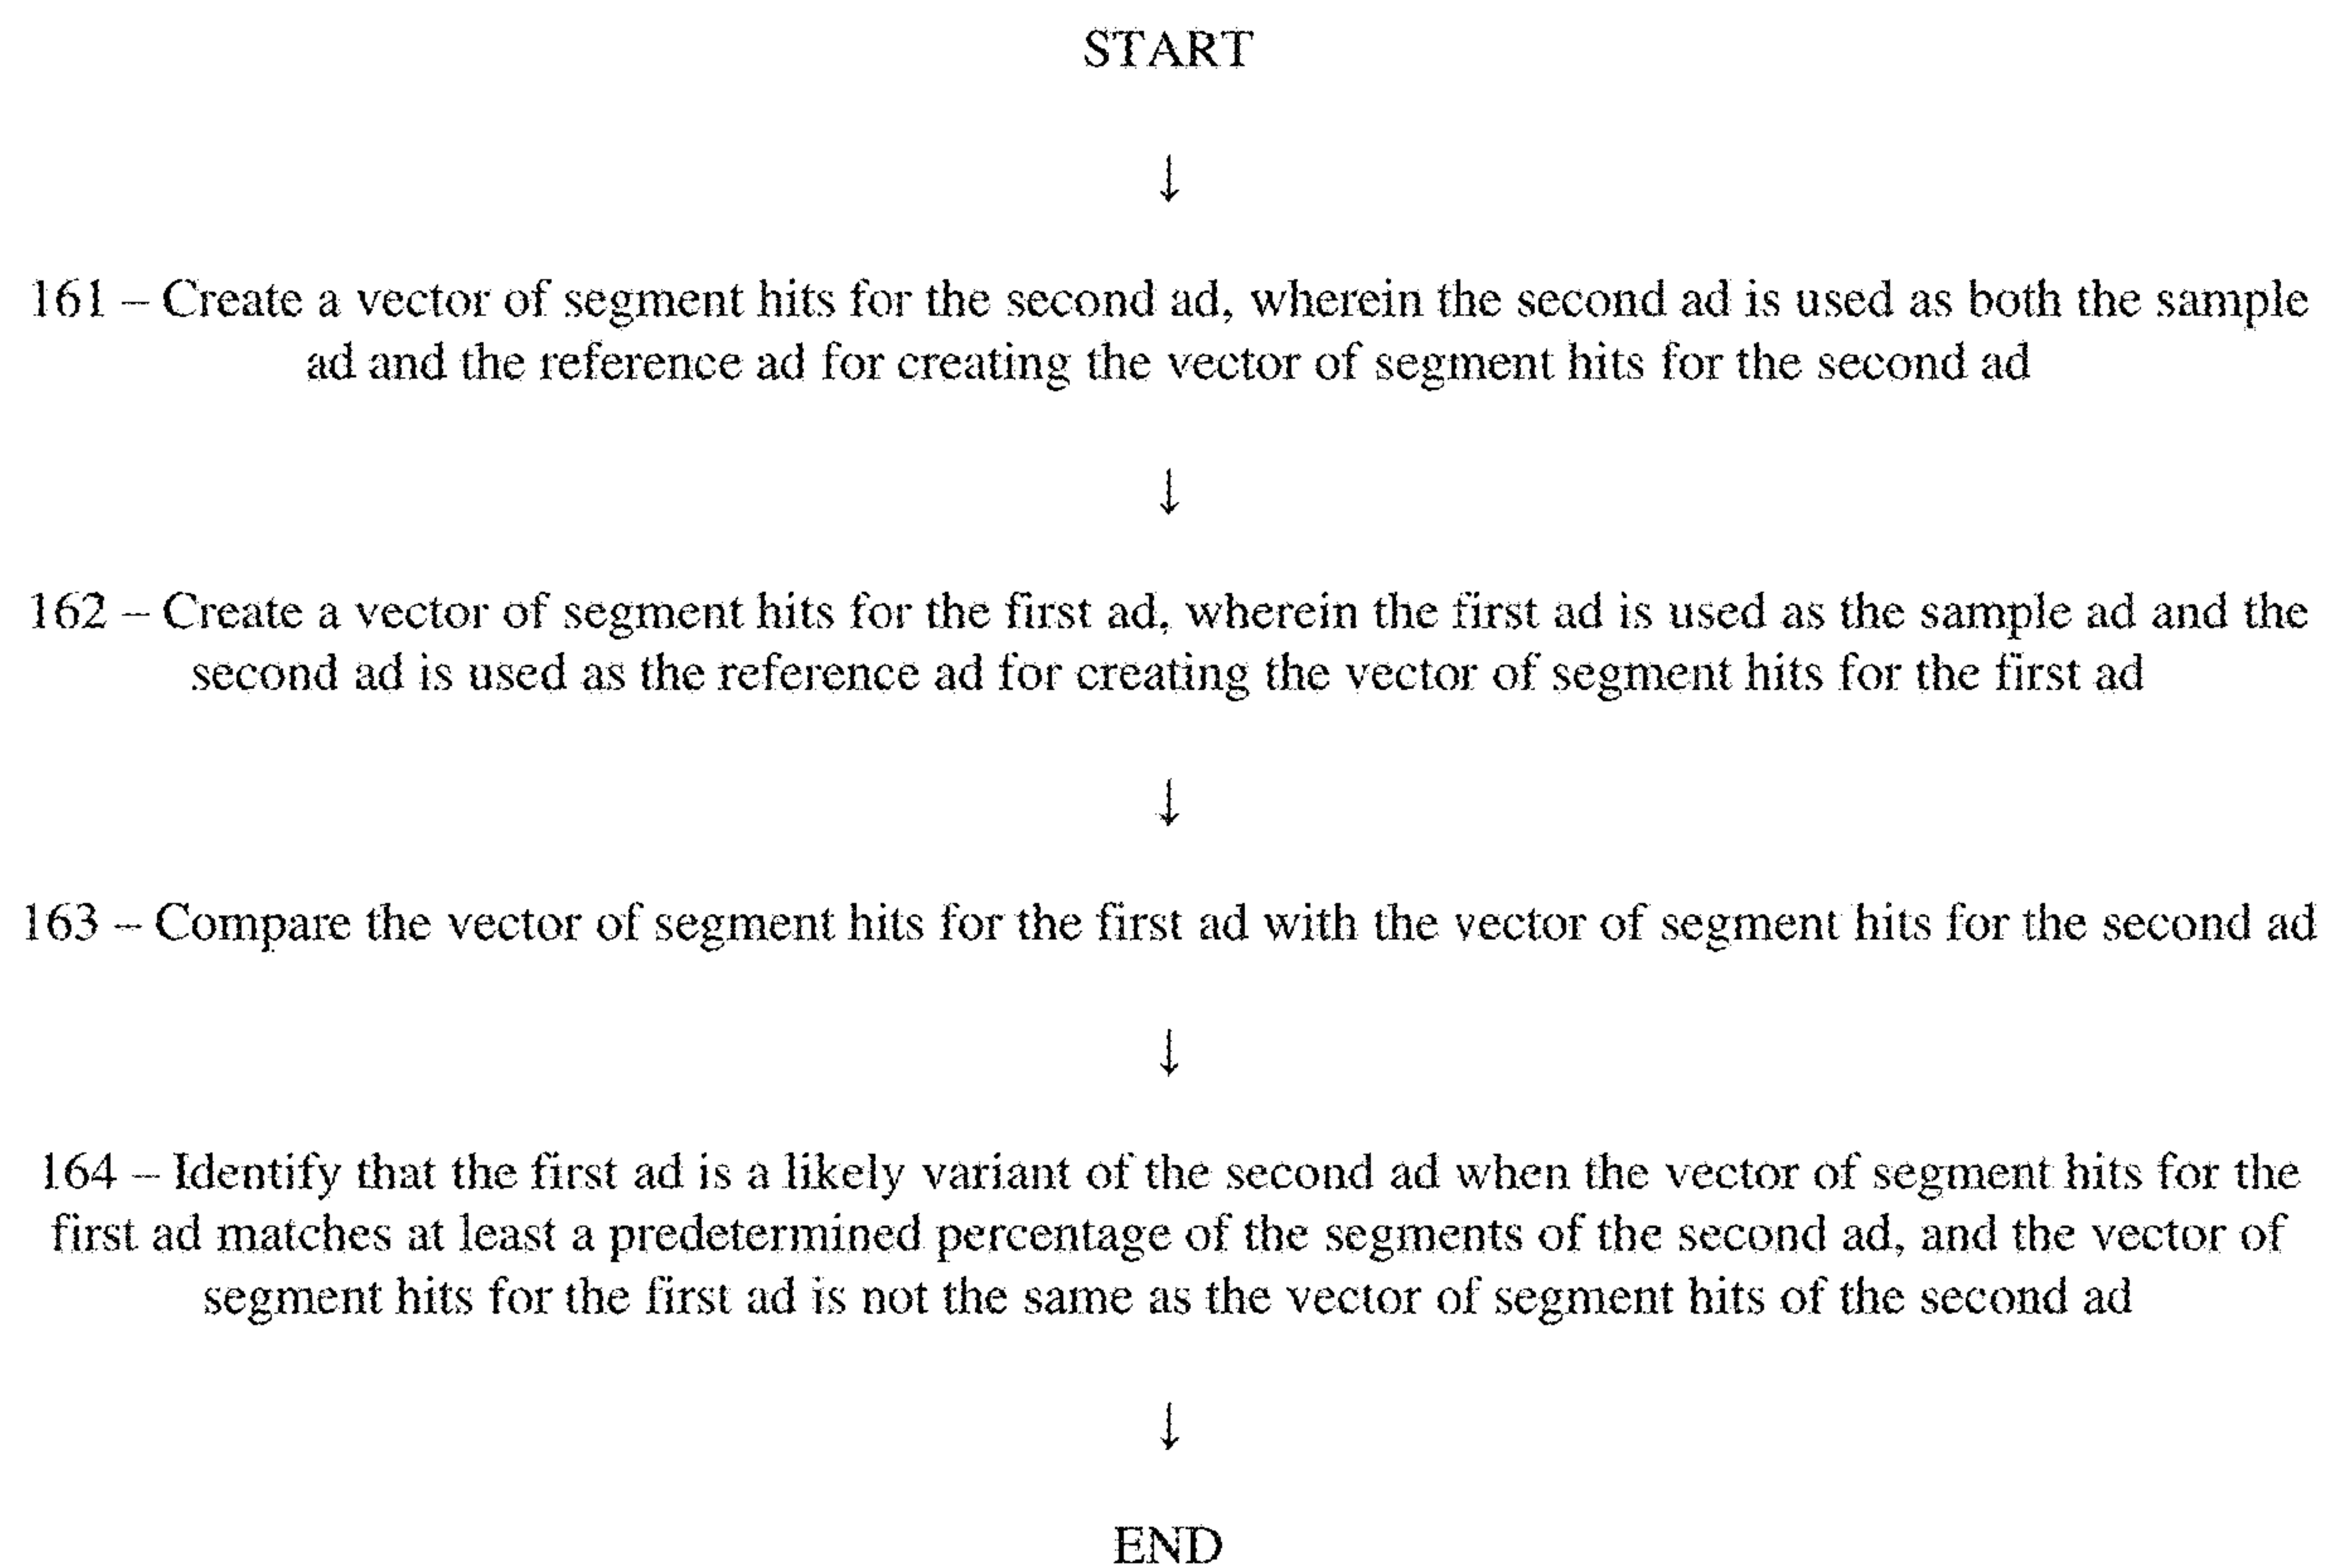 START
↓
161 – Create a vector of segment hits for the second ad, wherein the second ad is used as both the sample
ad and the reference ad for creating the vector of segment hits for the second ad
↓
162 – Create a vector of segment hits for the first ad, wherein the first ad is used as the sample ad and the
second ad is used as the reference ad for creating the vector of segment hits for the first ad
↓
163 – Compare the vector of segment hits for the first ad with the vector of segment hits for the second ad
↓
164 – Identify that the first ad is a likely variant of the second ad when the vector of segment hits for the
first ad matches at least a predetermined percentage of the segments of the second ad, and the vector of
segment hits for the first ad is not the same as the vector of segment hits of the second ad
↓
END